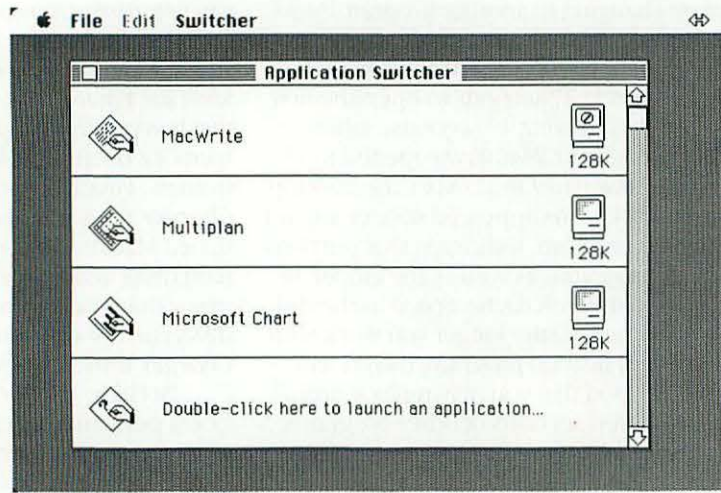 File Edit Switcher
Application Switcher
MacWrite
128K
Multiplan
128K
Microsoft Chart
128K
Double-click here to launch an application...